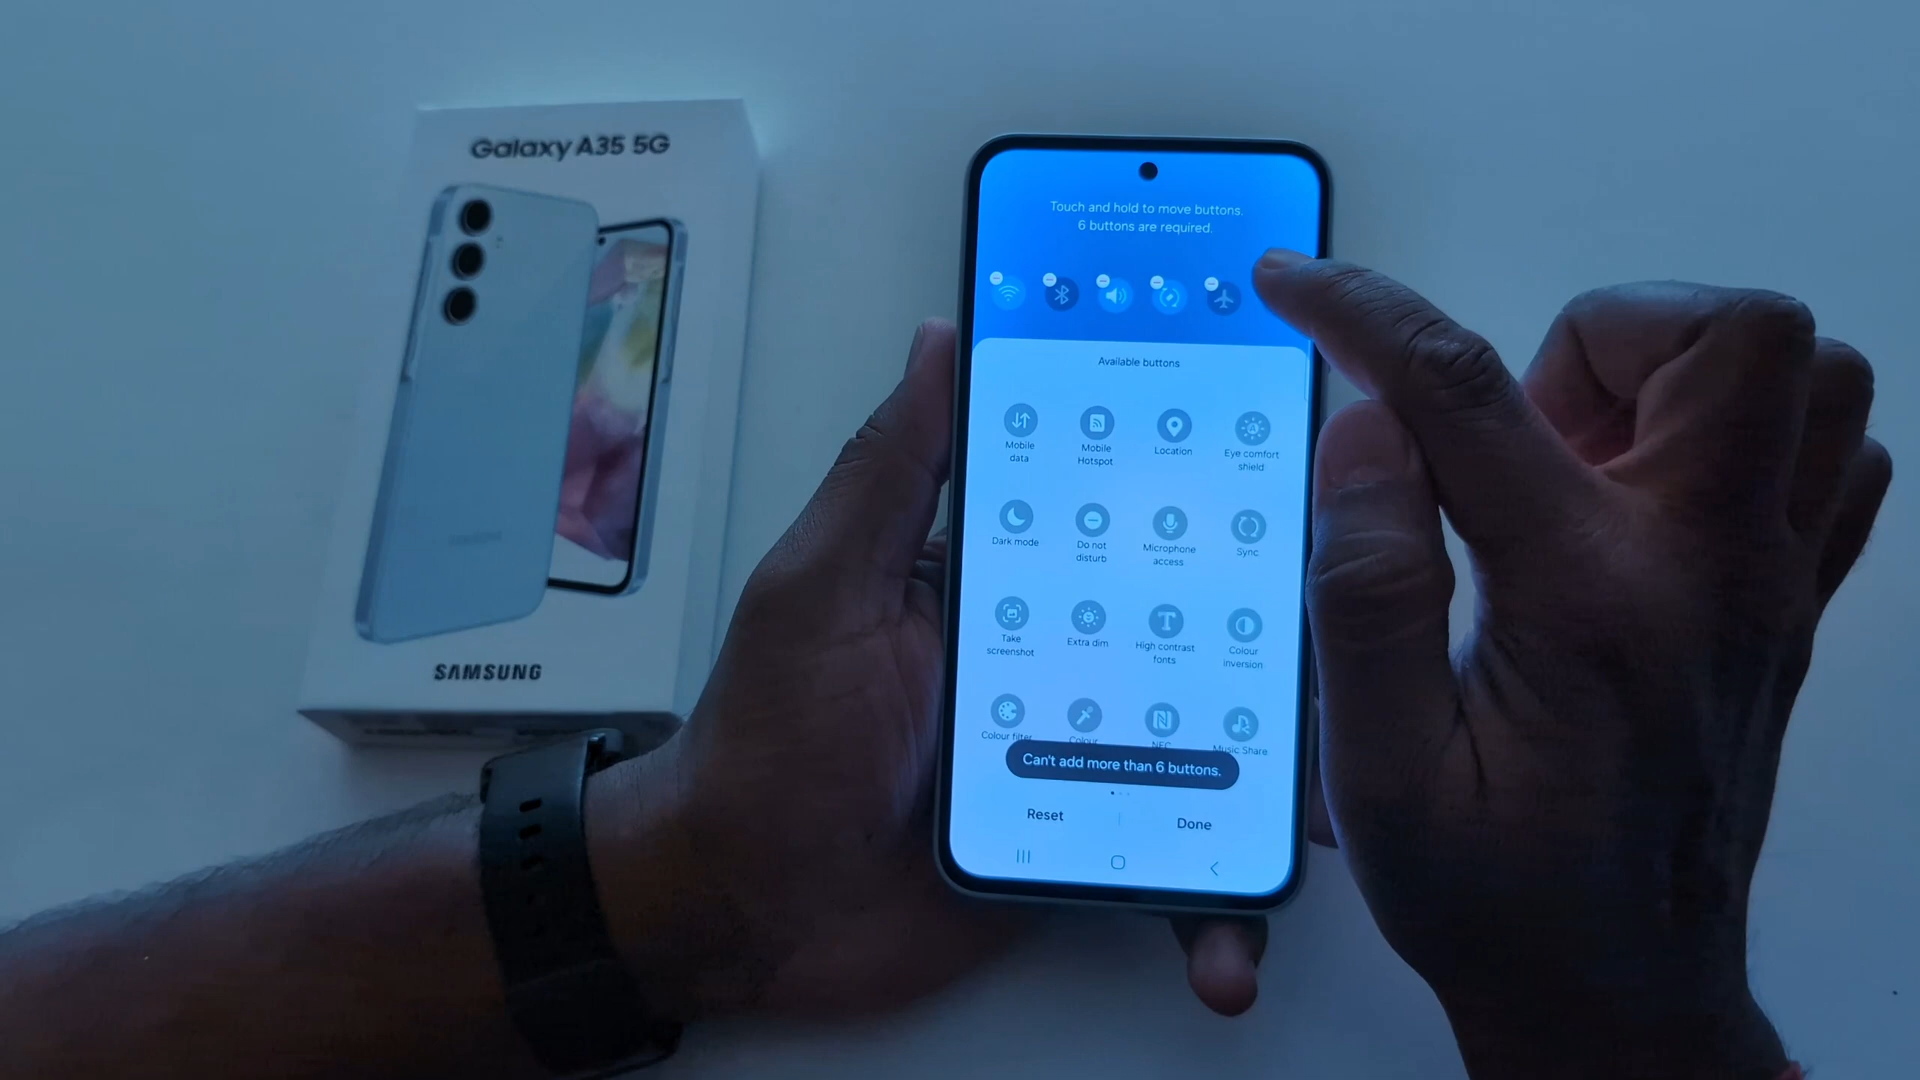 Galaxy A35 5G
SAMSUNG
Touch and hold to move buttons.
6 buttons are required.
Available buttons
Mobile
data
Mobile
Hotspot
Location
Eye comfort
shield
Dark mode
Do not
disturb
Microphone
access
Sync
Take
screenshot
Extra dim
High contrast
fonts
Colour
inversion
Colour filter
Colour
NFC
Music Share
Can't add more than 6 buttons.
Reset
Done